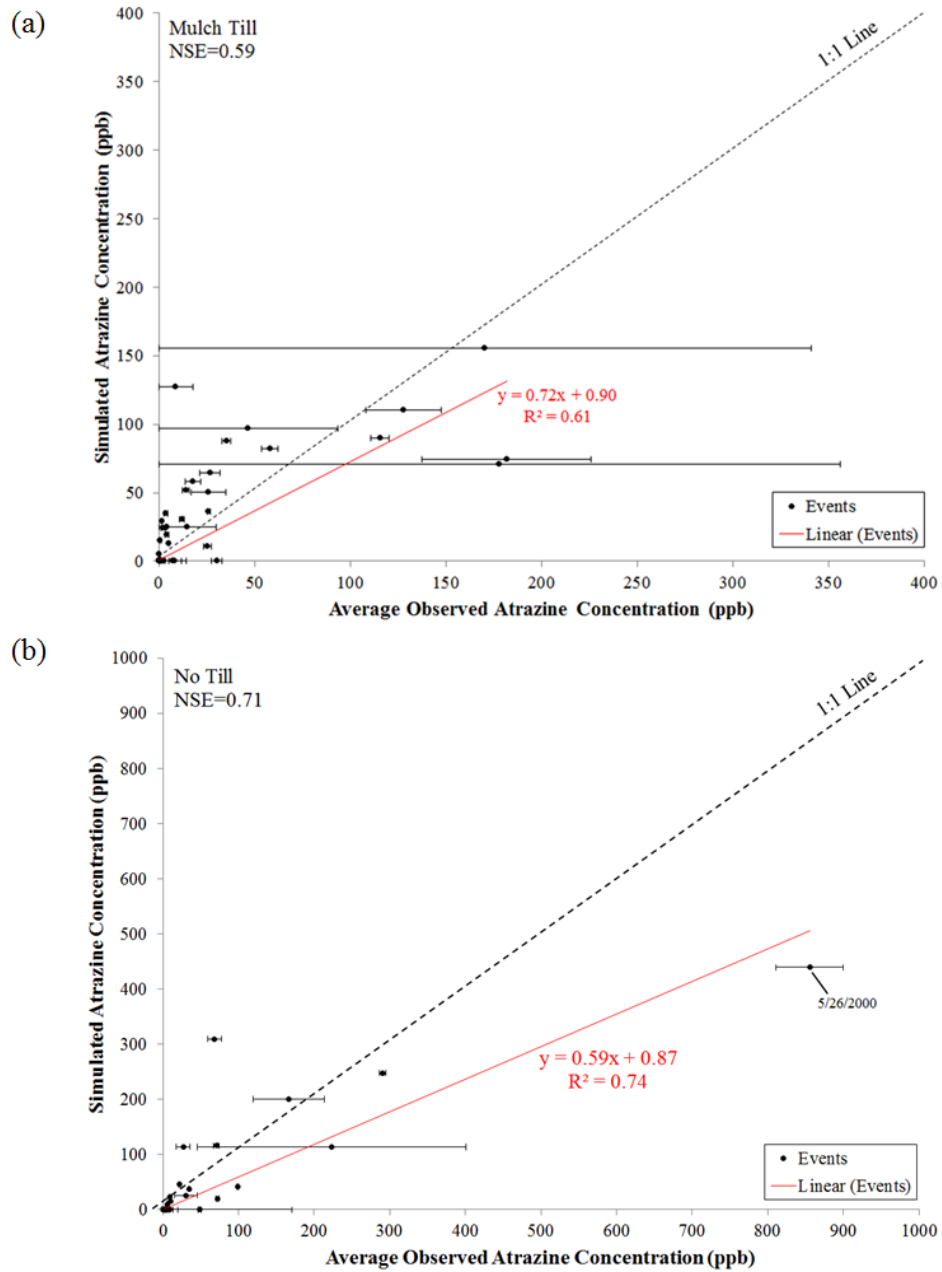 (a)
Mulch Till
NSE=0.59
1:1 Line
400
350
300
250
200
150
100
50
0
Simulated Atrazine Concentration (ppb)
y = 0.72x + 0.90
R² = 0.61
Events
Linear (Events)
0 50 100 150 200 250 300 350 400
Average Observed Atrazine Concentration (ppb)
(b)
No Till
NSE=0.71
1:1 Line
1000
900
800
700
600
500
400
300
200
100
0
Simulated Atrazine Concentration (ppb)
5/26/2000
y = 0.59x + 0.87
R² = 0.74
Events
Linear (Events)
0 100 200 300 400 500 600 700 800 900 1000
Average Observed Atrazine Concentration (ppb)